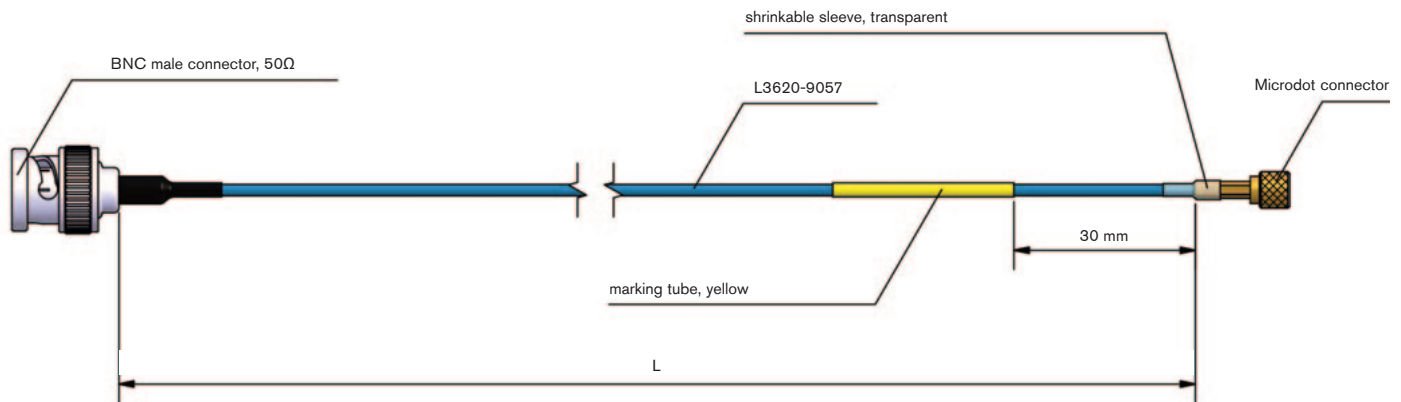 shrinkable sleeve, transparent
BNC male connector, 50Ω
L3620-9057
Microdot connector
30 mm
marking tube, yellow
L